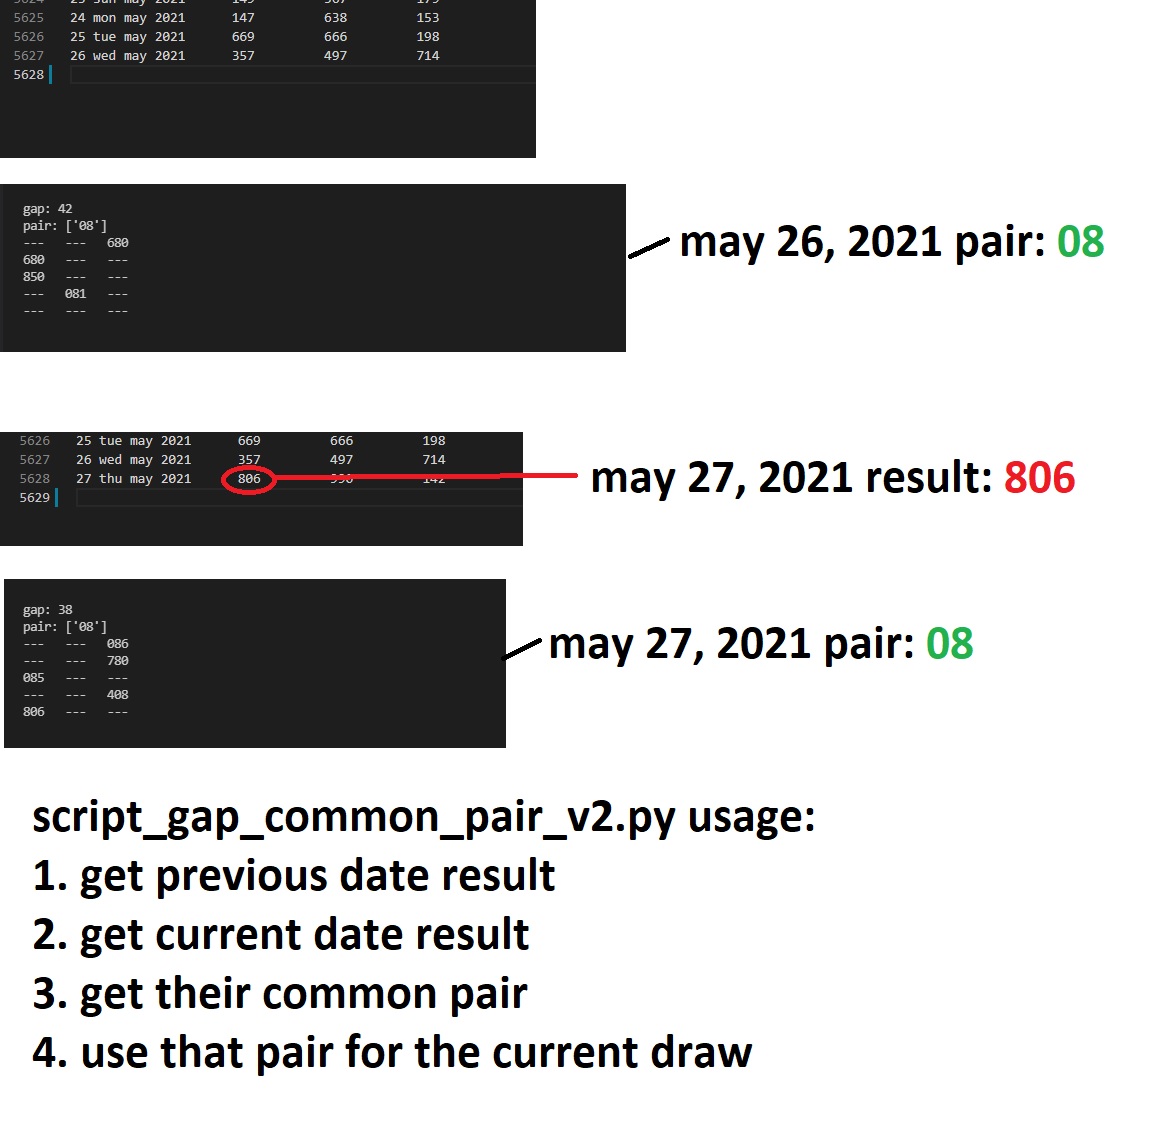 5625 24 mon may 2021 147 638 153
5626 25 tue may 2021 669 666 198
5627 26 wed may 2021 357 497 714
5628
gap: 42
pair: ['08']
--- --- 680
680 --- ---
850 --- ---
--- 081 ---
--- --- ---
may 26, 2021 pair: 08
5626 25 tue may 2021 669 666 198
5627 26 wed may 2021 357 497 714
5628 27 thu may 2021 806 142
5629
may 27, 2021 result: 806
gap: 38
pair: ['08']
--- --- 086
--- --- 780
085 --- ---
--- --- 408
806 --- ---
may 27, 2021 pair: 08
script_gap_common_pair_v2.py usage:
1. get previous date result
2. get current date result
3. get their common pair
4. use that pair for the current draw